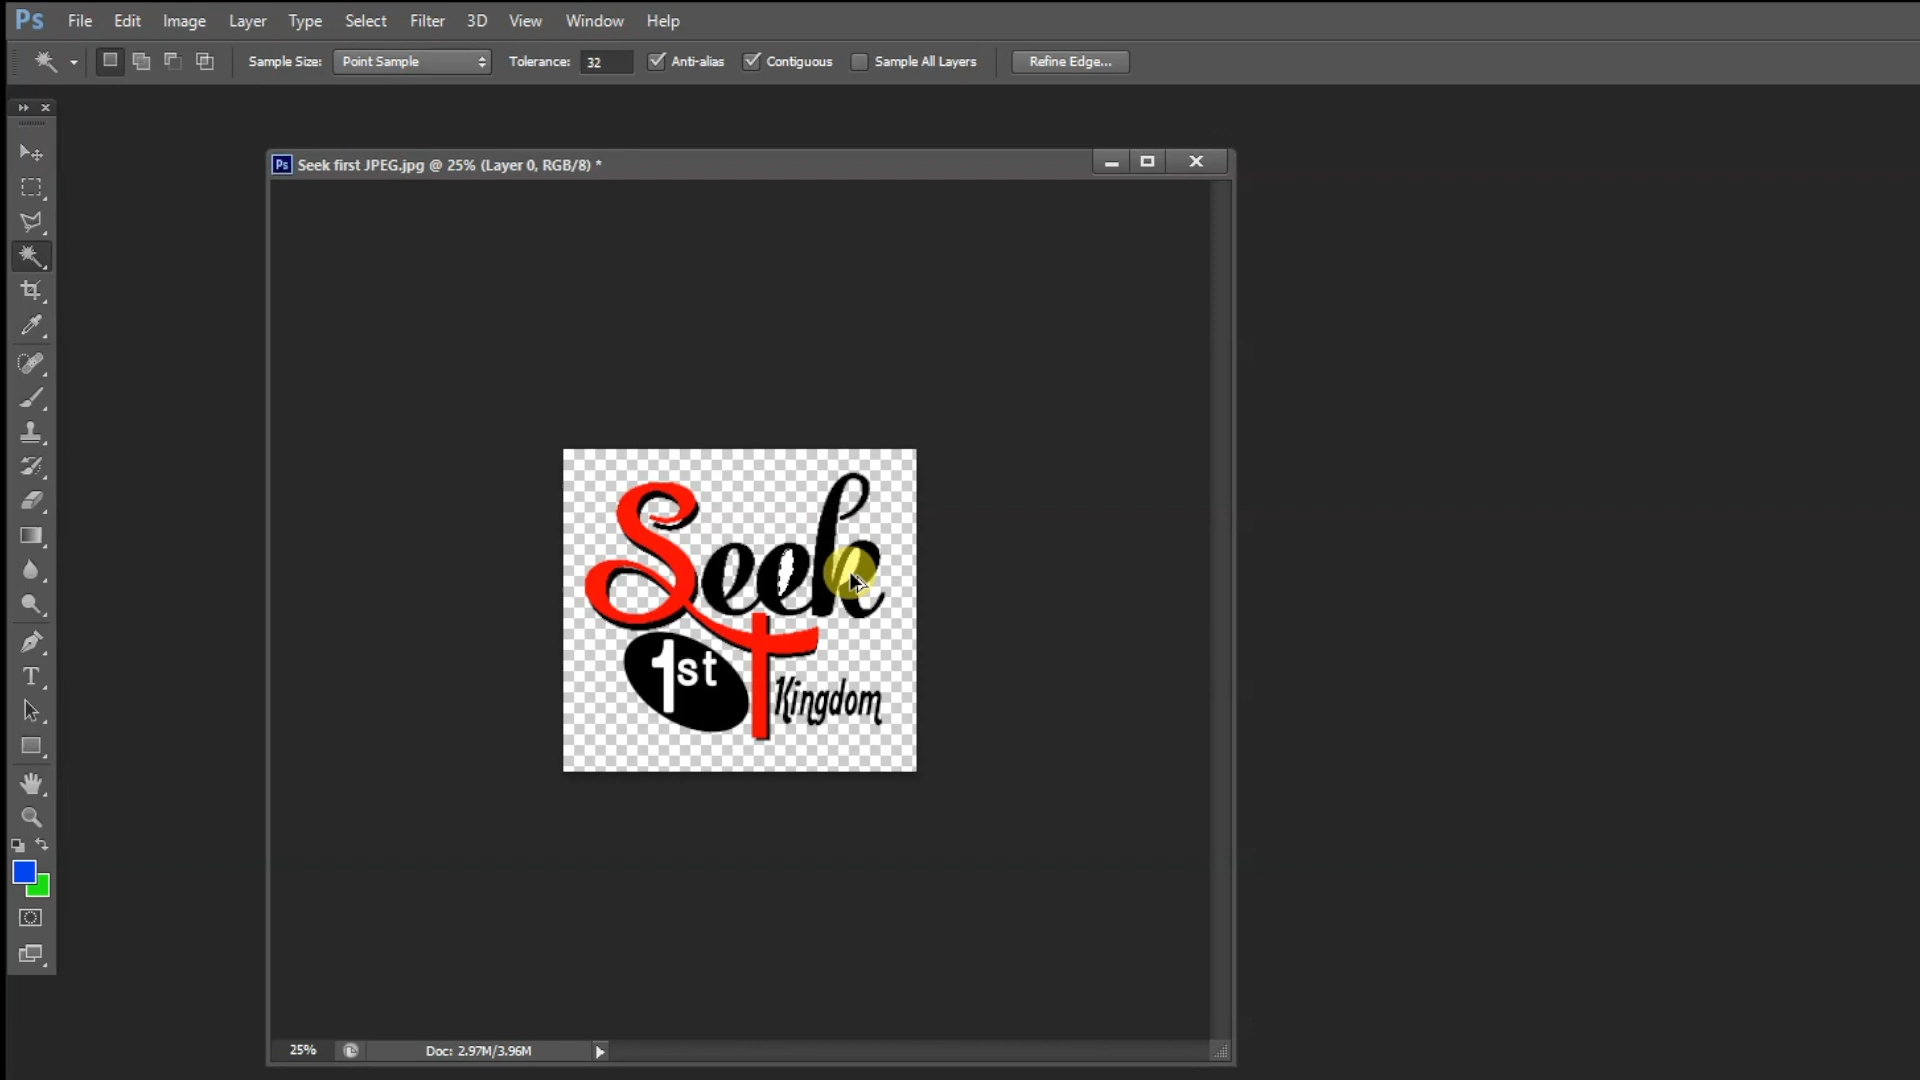 Ps File Edit Image Layer Type Select Filter 3D View Window Help
Sample Size: Point Sample Tolerance: 32 Anti-alias Contiguous Sample All Layers Refine Edge...
Ps Seek first JPEG.jpg @ 25% (Layer 0, RGB/8) *
Seek
1st
Kingdom
T
25% Doc: 2.97M/3.96M